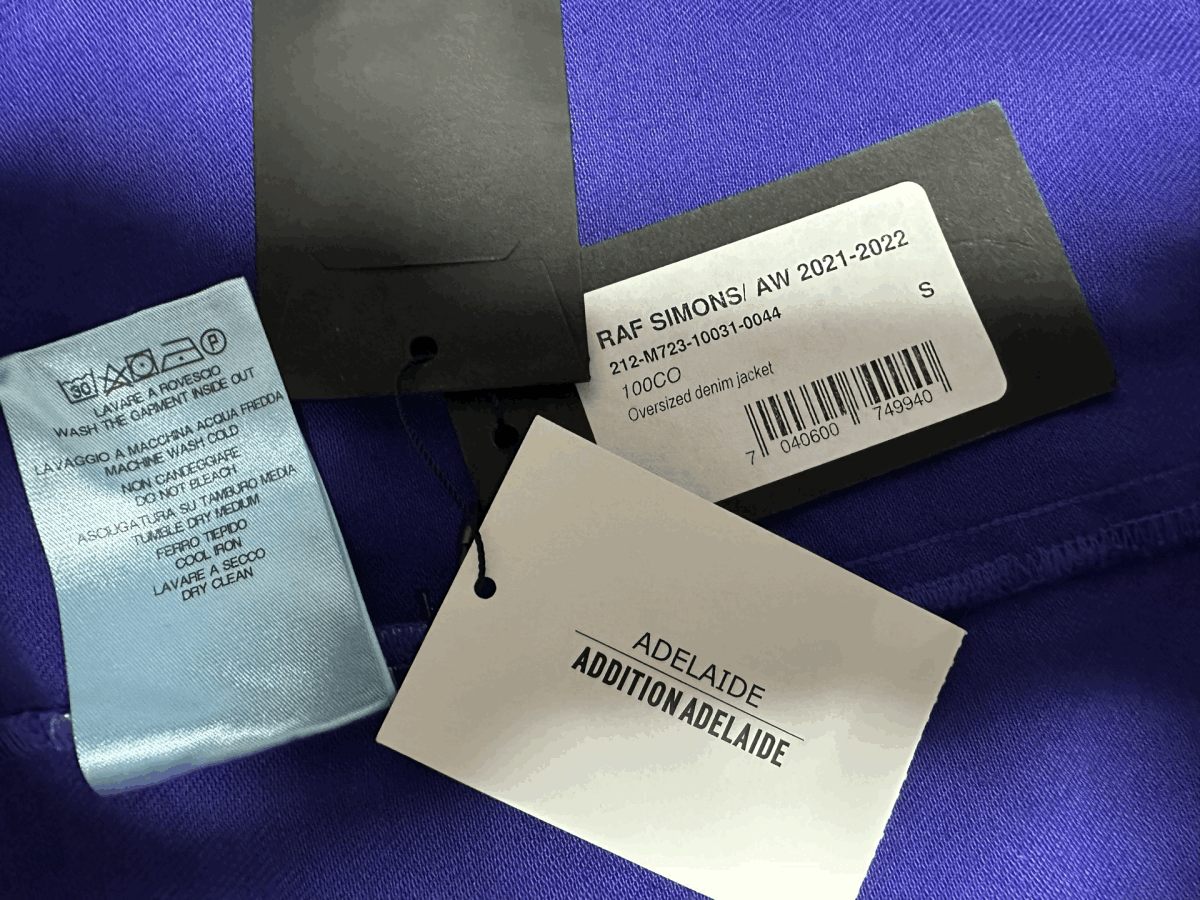 30
P
LAVARE A ROVESCIO
WASH THE GARMENT INSIDE OUT
LAVAGGIO A MACCHINA ACQUA FREDDA
MACHINE WASH COLD
NON CANDEGGIARE
DO NOT BLEACH
ASCIUGATURA SU TAMBURO MEDIA
TUMBLE DRY MEDIUM
FERRO TIEPIDO
COOL IRON
LAVARE A SECCO
DRY CLEAN
RAF SIMONS/ AW 2021-2022
212-M723-10031-0044
S
100CO
Oversized denim jacket
7 040600 749940
ADELAIDE
ADDITION ADELAIDE